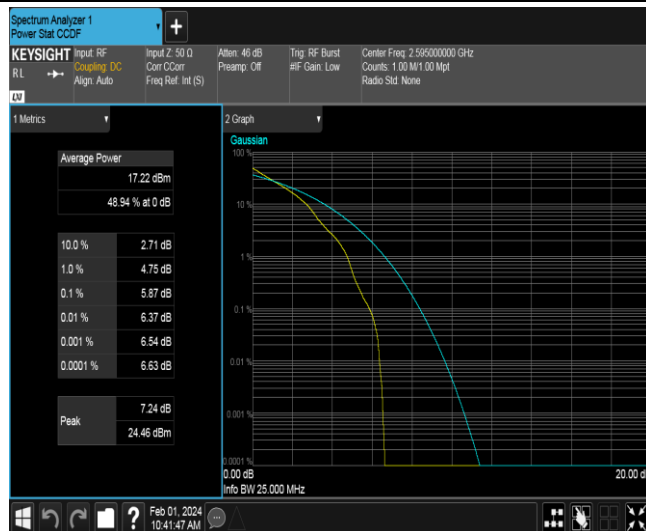 Spectrum Analyzer 1
Power Stat CCDF
+
KEYSIGHT
RL
Input: RF
Coupling: DC
Align: Auto
Input Z: 50 Ω
Corr CCorr
Freq Ref: Int (S)
Atten: 46 dB
Preamp: Off
Trig: RF Burst
#IF Gain: Low
Center Freq: 2.595000000 GHz
Counts: 1.00 M/1.00 Mpt
Radio Std: None
1 Metrics
Average Power
17.22 dBm
48.94 % at 0 dB
10.0 % 2.71 dB
1.0 % 4.75 dB
0.1 % 5.87 dB
0.01 % 6.37 dB
0.001 % 6.54 dB
0.0001 % 6.63 dB
Peak
7.24 dB
24.46 dBm
2 Graph
Gaussian
100 %
10 %
1 %
0.1 %
0.01 %
0.001 %
0.0001 %
0.00 dB 20.00 d
Info BW 25.000 MHz
?
Feb 01, 2024
10:41:47 AM